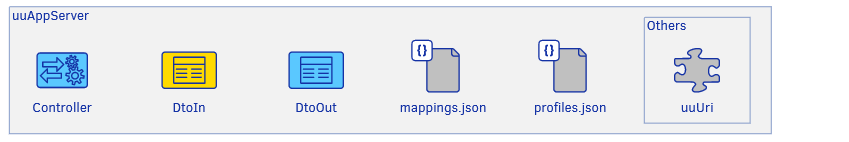 uuAppServer
Others
{}
{}
Controller
DtoIn
DtoOut
mappings.json
profiles.json
uuUri